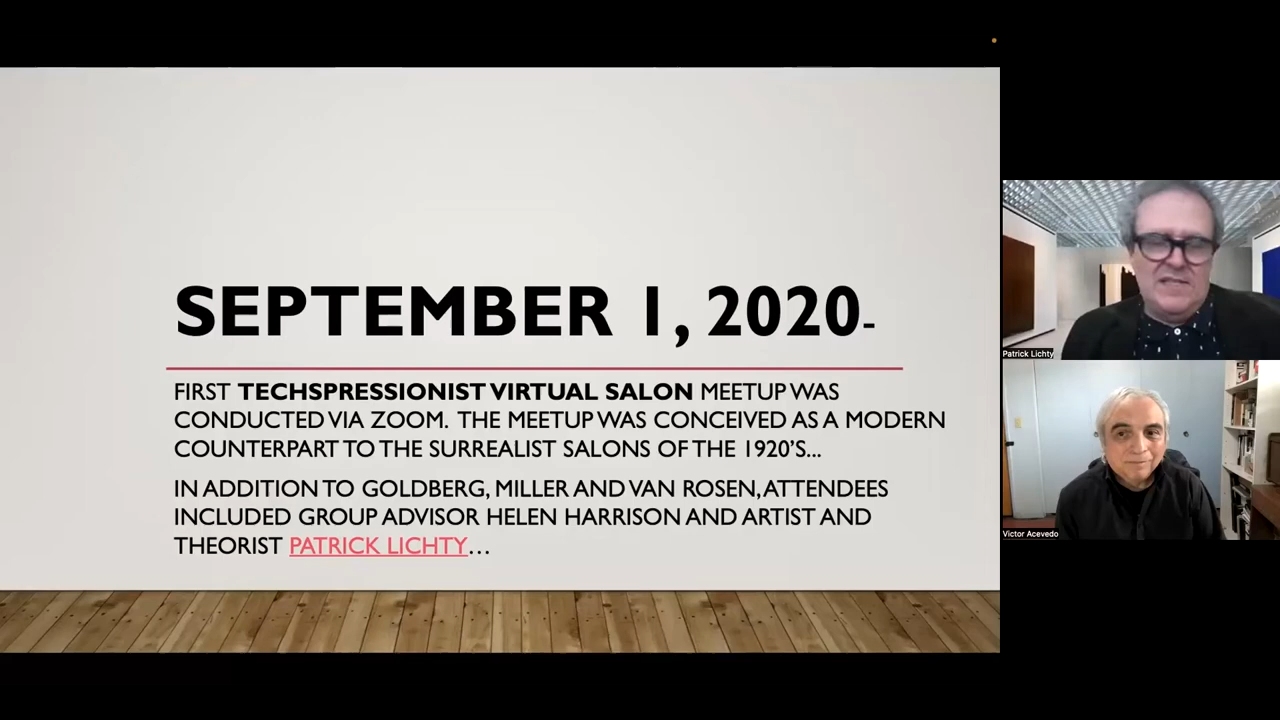 SEPTEMBER 1, 2020-
FIRST TECHSPRESSIONIST VIRTUAL SALON MEETUP WAS
CONDUCTED VIA ZOOM. THE MEETUP WAS CONCEIVED AS A MODERN
COUNTERPART TO THE SURREALIST SALONS OF THE 1920'S...
IN ADDITION TO GOLDBERG, MILLER AND VAN ROSEN, ATTENDEES
INCLUDED GROUP ADVISOR HELEN HARRISON AND ARTIST AND
THEORIST PATRICK LICHTY...
Patrick Lichty
Victor Acevedo